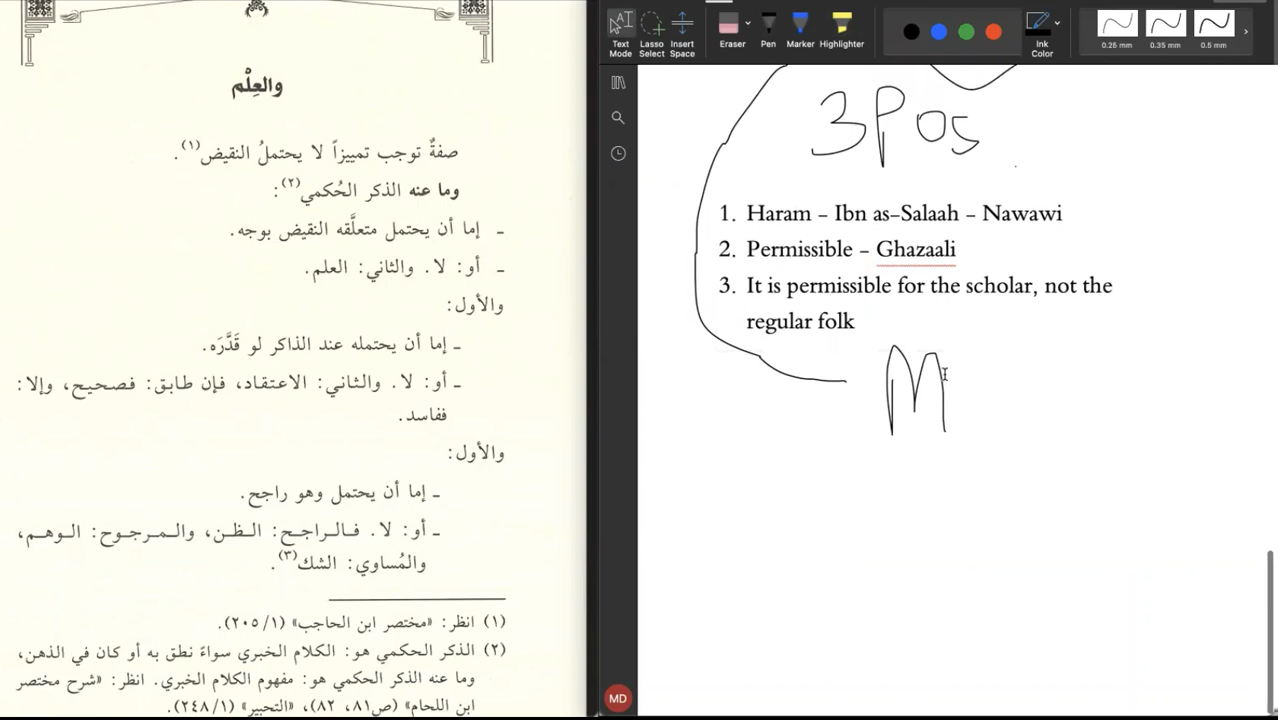 والعِلْم
صفةٌ توجب تمييزاً لا يحتملُ النقيض(١).
وما عنه الذكر الحُكمي(٢):
ـ إما أن يحتمل متعلَّقه النقيض بوجه.
ـ أو: لا. والثاني: العلم.
والأول:
ـ إما أن يحتمله عند الذاكر لو قَدَّرَه.
ـ أو: لا. والثاني: الاعتقاد، فإن طابق: فصحيح، وإلا:
ففاسد.
والأول:
ـ إما أن يحتمل وهو راجح.
ـ أو: لا. فالراجح: الظن، والمرجوح: الوهم،
والمُساوي: الشك(٣).
(١) انظر: «مختصر ابن الحاجب» (٢٠٥/١).
(٢) الذكر الحكمي هو: الكلام الخبري سواءً نطق به أو كان في الذهن،
وما عنه الذكر الحكمي هو: مفهوم الكلام الخبري. انظر: «شرح مختصر
ابن اللحام» (ص٨١، ٨٢)، «التحبير» (٢٤٨/١).
Text Mode
Lasso Select
Insert Space
Eraser
Pen
Marker
Highlighter
Ink Color
0.25 mm
0.35 mm
0.5 mm
3 Pos
1. Haram – Ibn as-Salaah – Nawawi
2. Permissible – Ghazaali
3. It is permissible for the scholar, not the
regular folk
M
MD